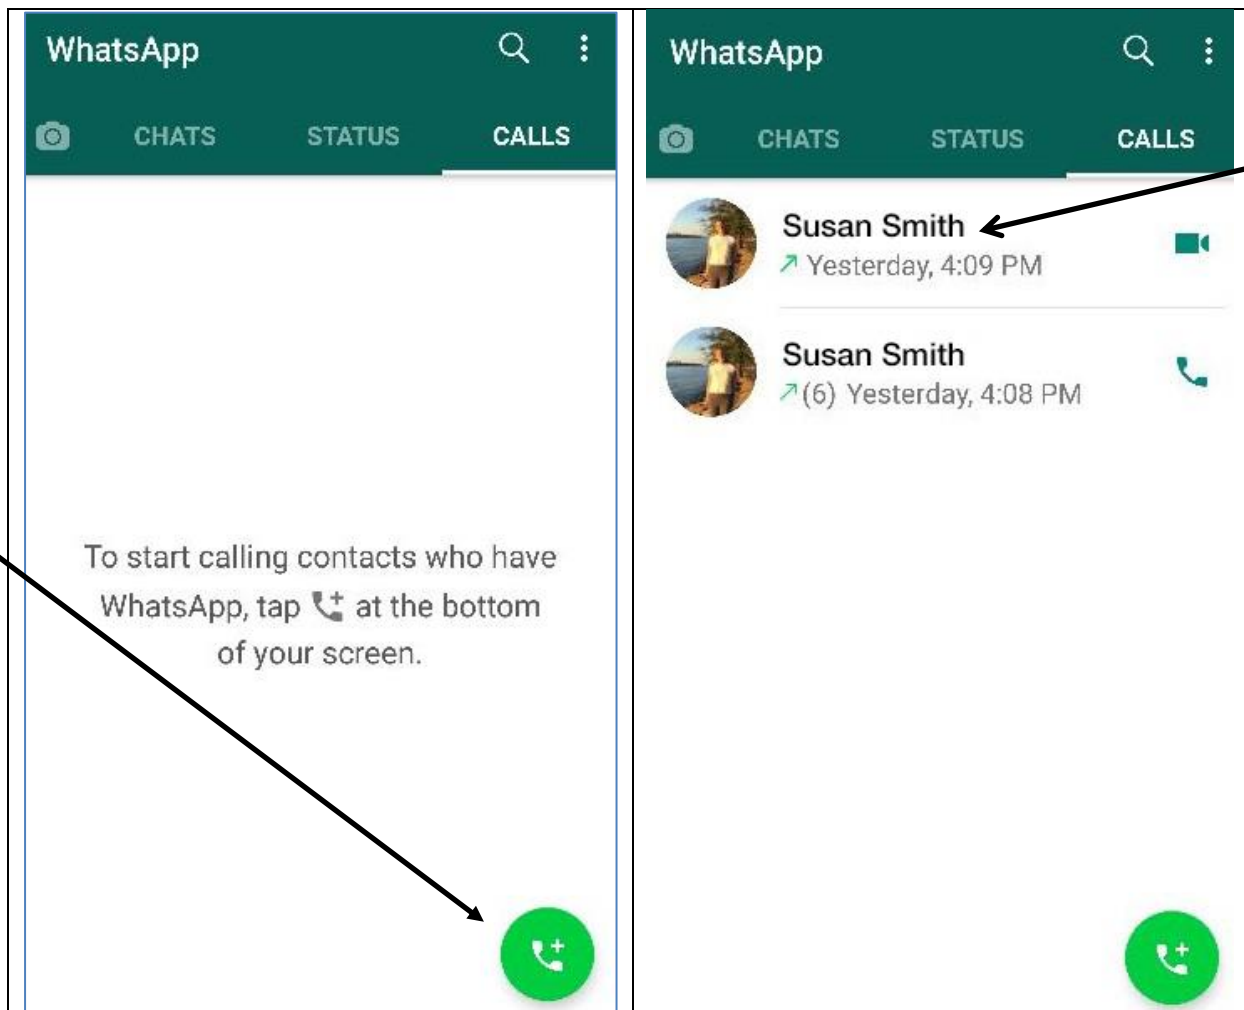 WhatsApp
CHATS STATUS CALLS
To start calling contacts who have
WhatsApp, tap at the bottom
of your screen.
WhatsApp
CHATS STATUS CALLS
Susan Smith
Yesterday, 4:09 PM
Susan Smith
(6) Yesterday, 4:08 PM